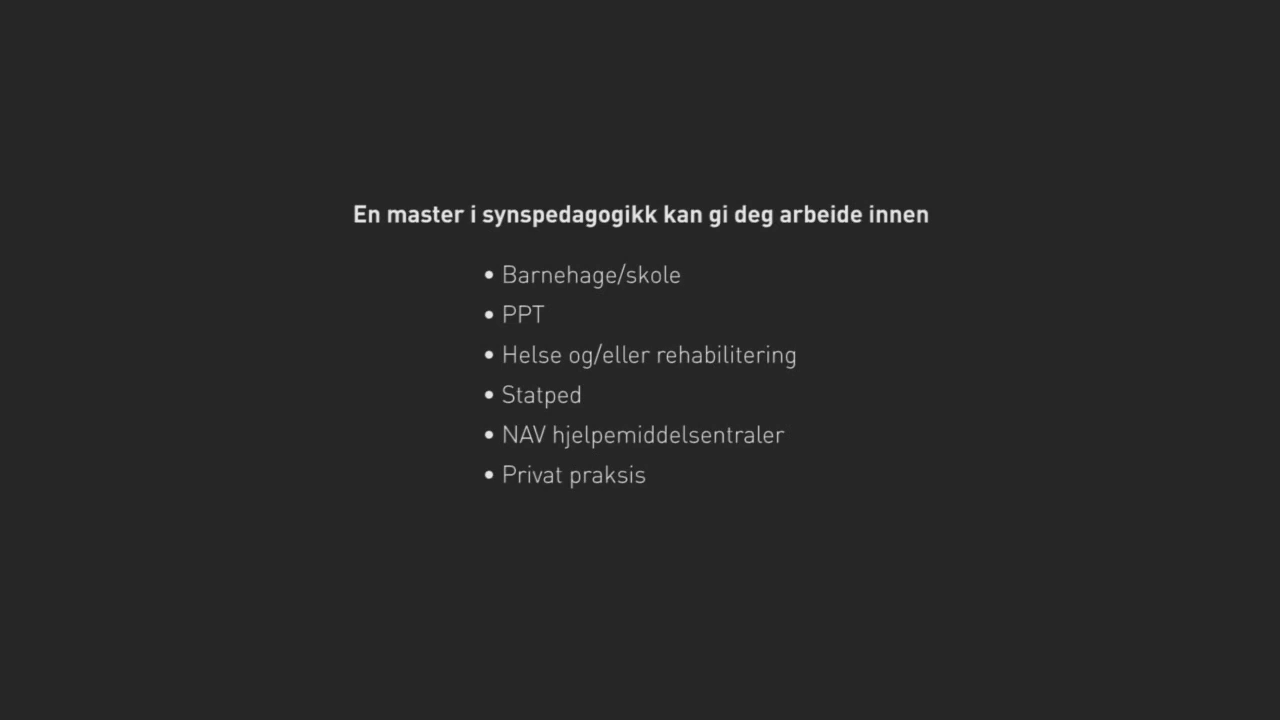 En master i synspedagogikk kan gi deg arbeide innen
• Barnehage/skole
• PPT
• Helse og/eller rehabilitering
• Statped
• NAV hjelpemiddelsentraler
• Privat praksis